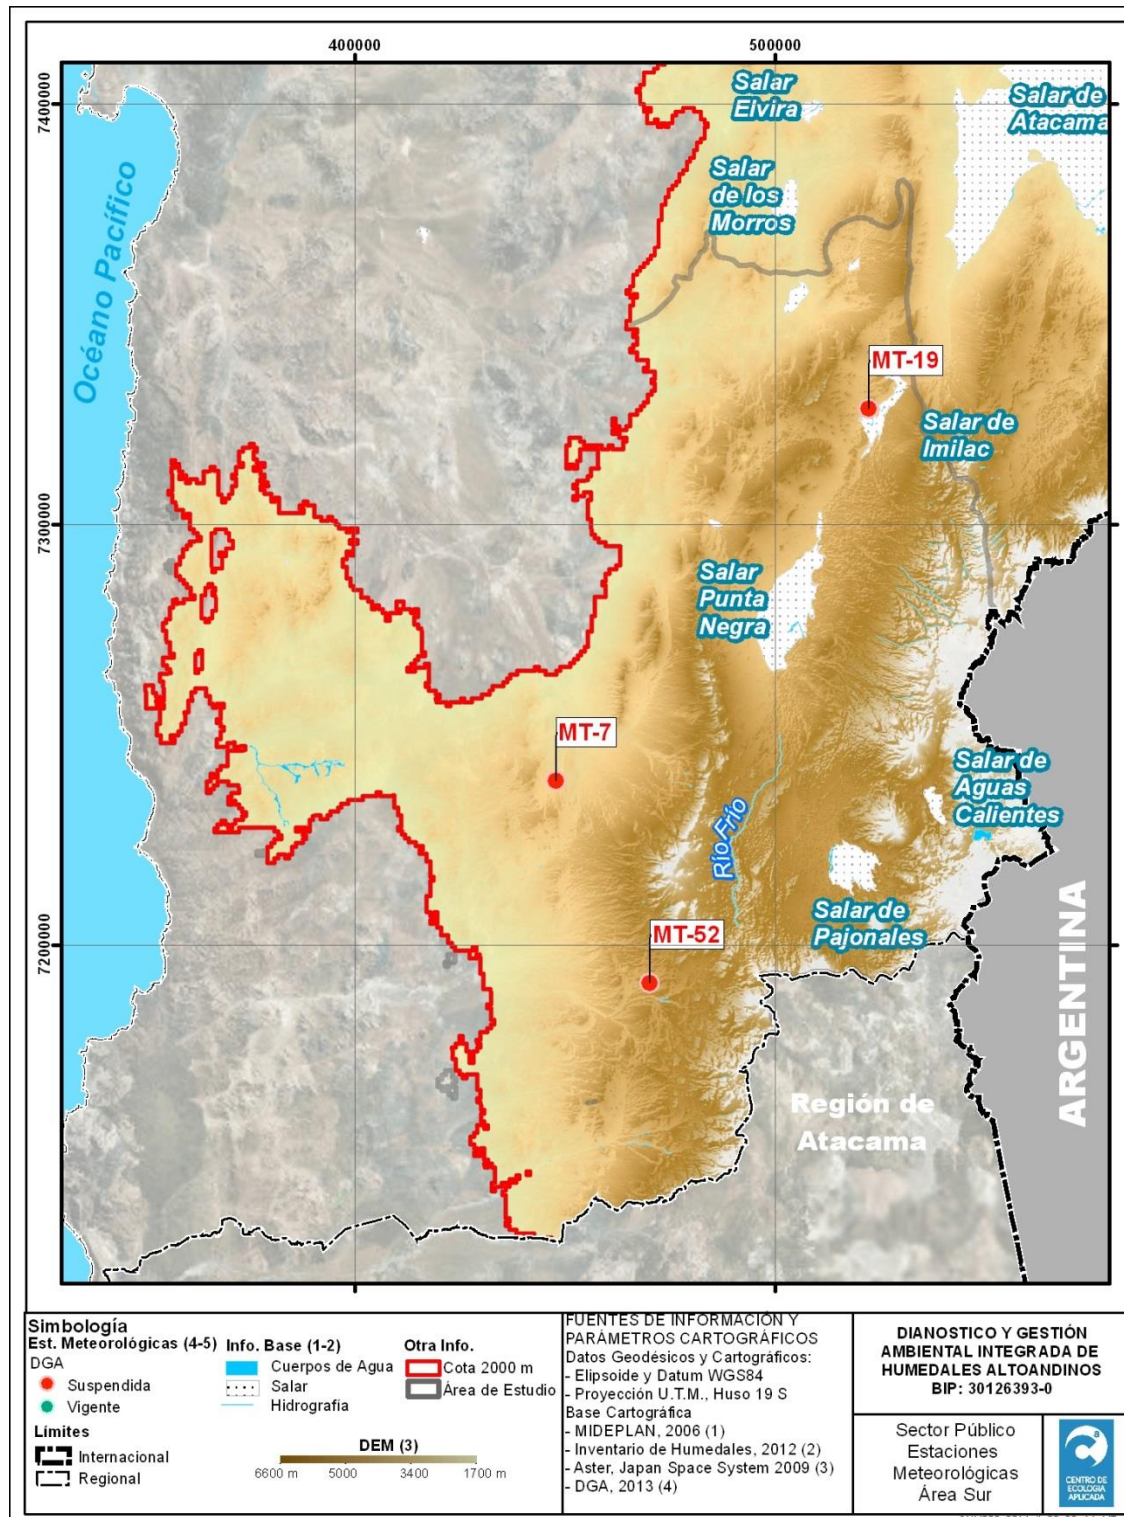 400000
500000
7400000
7300000
7200000
Océano Pacífico
Salar
Elvira
Salar de
Atacama
Salar
de los
Morros
MT-19
Salar de
Imilac
Salar
Punta
Negra
MT-7
Salar de
Aguas
Calientes
Río Frío
Salar de
Pajonales
MT-52
ARGENTINA
Región de
Atacama
Simbología
Est. Meteorológicas (4-5)
DGA
Suspendida
Vigente
Límites
Internacional
Regional
Info. Base (1-2)
Cuerpos de Agua
Salar
Hidrografía
Otra Info.
Cota 2000 m
Área de Estudio
DEM (3)
6600 m 5000 3400 1700 m
FUENTES DE INFORMACIÓN Y
PARÁMETROS CARTOGRÁFICOS
Datos Geodésicos y Cartográficos:
- Elipsoide y Datum WGS84
- Proyección U.T.M., Huso 19 S
Base Cartográfica
- MIDEPLAN, 2006 (1)
- Inventario de Humedales, 2012 (2)
- Aster, Japan Space System 2009 (3)
- DGA, 2013 (4)
DIANOSTICO Y GESTIÓN
AMBIENTAL INTEGRADA DE
HUMEDALES ALTOANDINOS
BIP: 30126393-0
Sector Público
Estaciones
Meteorológicas
Área Sur
CENTRO DE
ECOLOGIA
APLICADA